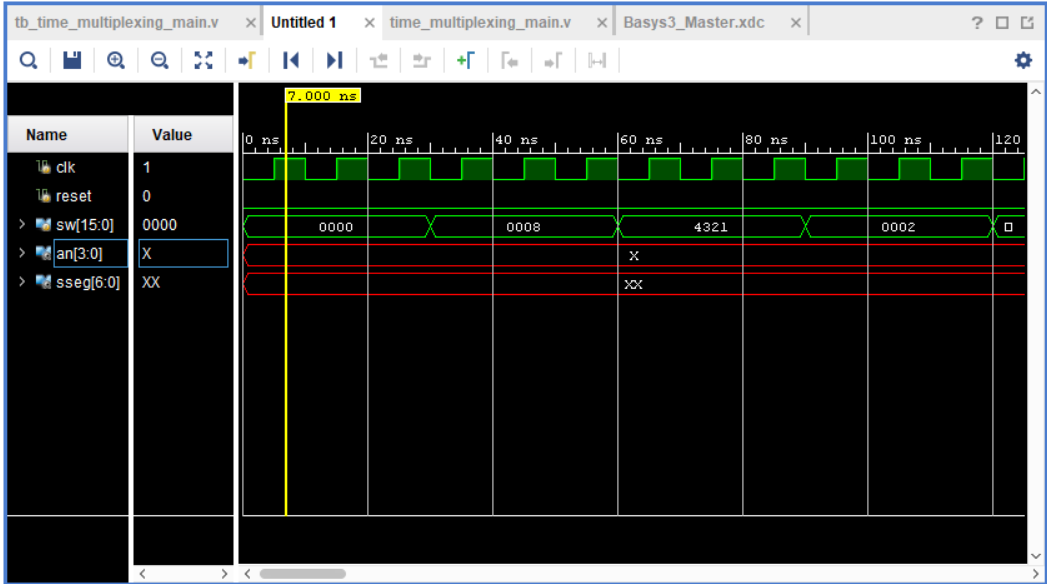 tb_time_multiplexing_main.v × Untitled 1 × time_multiplexing_main.v × Basys3_Master.xdc × ?
7.000 ns
Name Value
0 ns 20 ns 40 ns 60 ns 80 ns 100 ns 120
clk 1
reset 0
sw[15:0] 0000 0000 0008 4321 0002
an[3:0] X X
sseg[6:0] XX XX